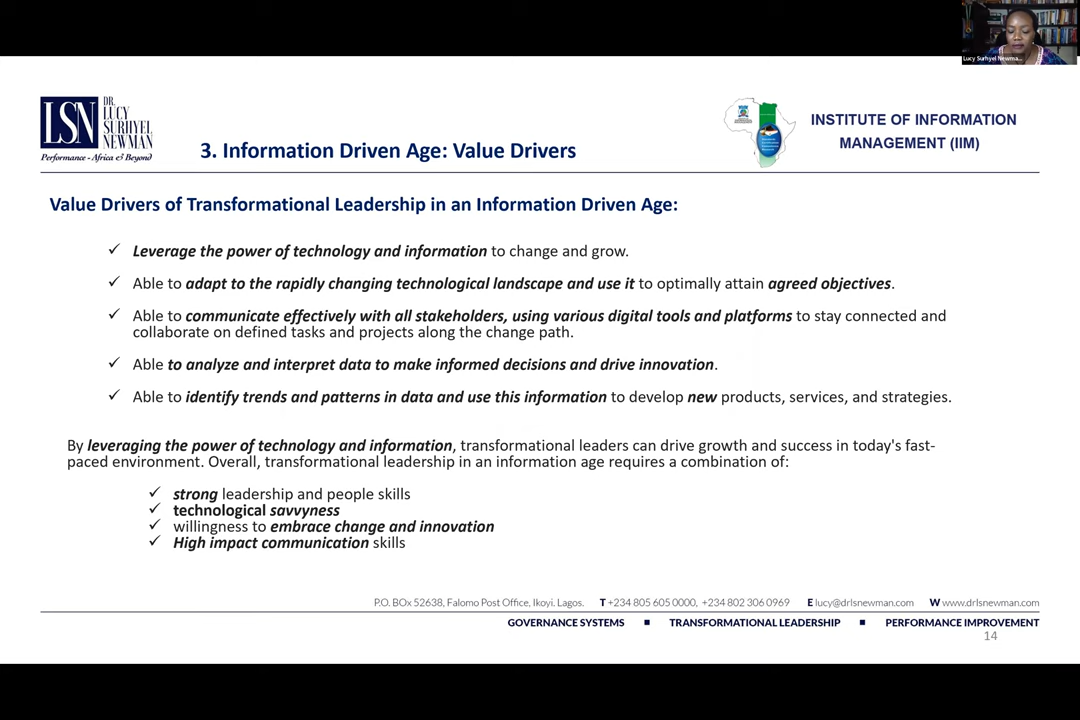 Lucy Surhyel Newma...
LSN
DR.
LUCY
SURHYEL
NEWMAN
Performance - Africa & Beyond
3. Information Driven Age: Value Drivers
INSTITUTE OF INFORMATION
MANAGEMENT (IIM)
Value Drivers of Transformational Leadership in an Information Driven Age:
✓ Leverage the power of technology and information to change and grow.
✓ Able to adapt to the rapidly changing technological landscape and use it to optimally attain agreed objectives.
✓ Able to communicate effectively with all stakeholders, using various digital tools and platforms to stay connected and
collaborate on defined tasks and projects along the change path.
✓ Able to analyze and interpret data to make informed decisions and drive innovation.
✓ Able to identify trends and patterns in data and use this information to develop new products, services, and strategies.
By leveraging the power of technology and information, transformational leaders can drive growth and success in today's fast-
paced environment. Overall, transformational leadership in an information age requires a combination of:
✓ strong leadership and people skills
✓ technological savvyness
✓ willingness to embrace change and innovation
✓ High impact communication skills
P.O. BOx 52638, Falomo Post Office, Ikoyi. Lagos. T +234 805 605 0000, +234 802 306 0969 E lucy@drlsnewman.com W www.drlsnewman.com
GOVERNANCE SYSTEMS ■ TRANSFORMATIONAL LEADERSHIP ■ PERFORMANCE IMPROVEMENT
14